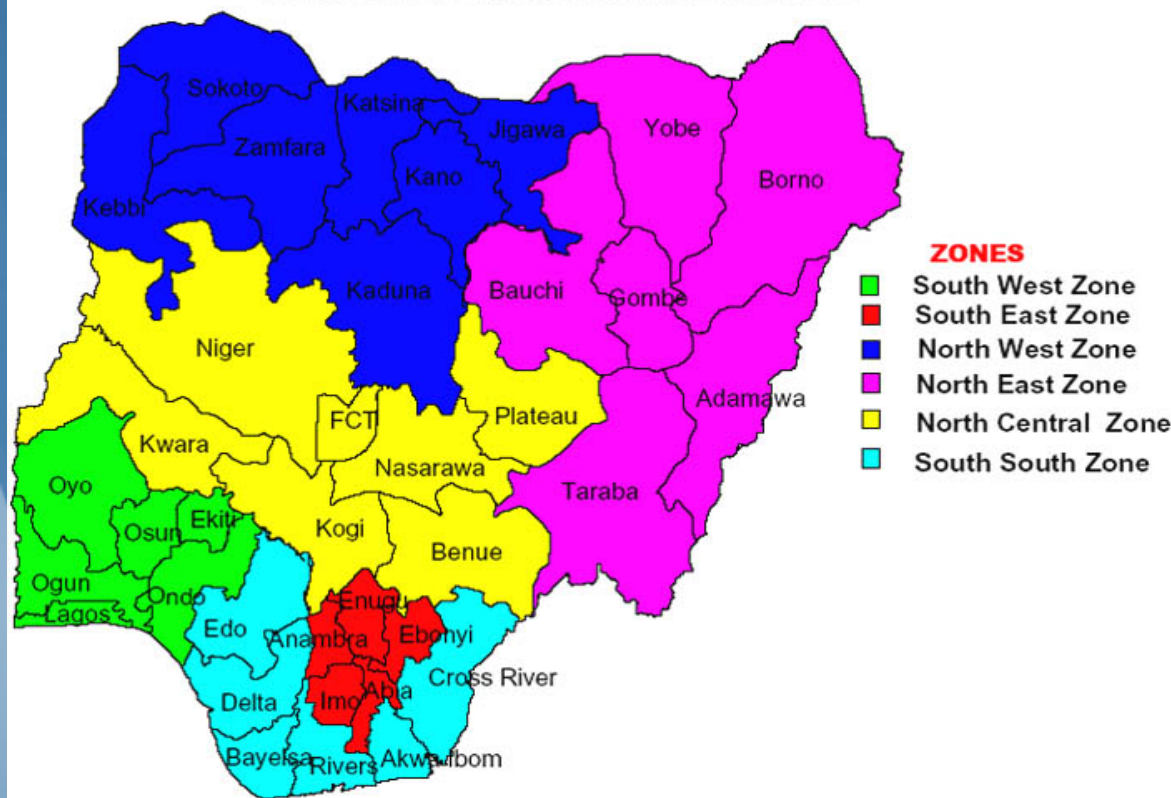 Sokoto
Katsina
Jigawa
Yobe
Zamfara
Kano
Borno
Kebbi
Kaduna
Bauchi
Gombe
Niger
Adamawa
FCT
Plateau
Kwara
Nasarawa
Taraba
Oyo
Kogi
Benue
Osun
Ekiti
Ogun
Ondo
Lagos
Edo
Enugu
Anambra
Ebonyi
Cross River
Delta
Imo
Abia
Bayelsa
Rivers
Akwa-Ibom
ZONES
South West Zone
South East Zone
North West Zone
North East Zone
North Central Zone
South South Zone